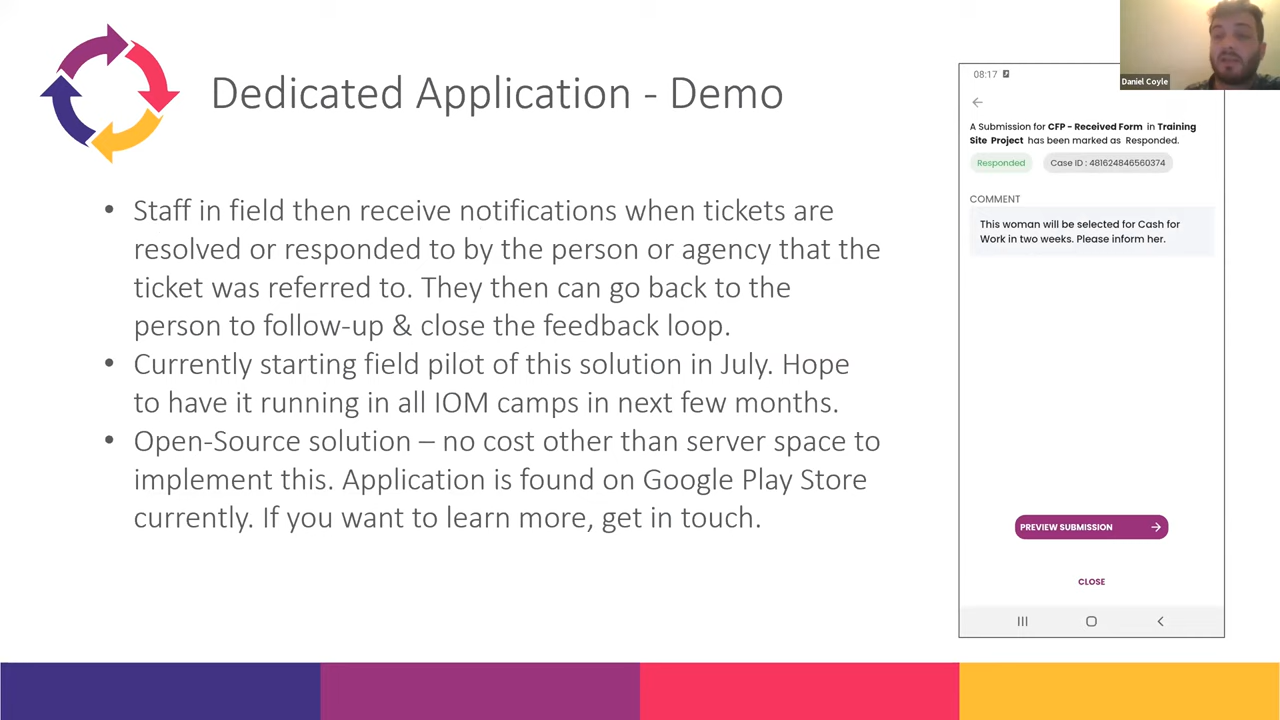 Dedicated Application - Demo
• Staff in field then receive notifications when tickets are
resolved or responded to by the person or agency that the
ticket was referred to. They then can go back to the
person to follow-up & close the feedback loop.
• Currently starting field pilot of this solution in July. Hope
to have it running in all IOM camps in next few months.
• Open-Source solution – no cost other than server space to
implement this. Application is found on Google Play Store
currently. If you want to learn more, get in touch.
Daniel Coyle
08:17
A Submission for CFP - Received Form in Training
Site Project has been marked as Responded.
Responded Case ID : 481624846560374
COMMENT
This woman will be selected for Cash for
Work in two weeks. Please inform her.
PREVIEW SUBMISSION
CLOSE